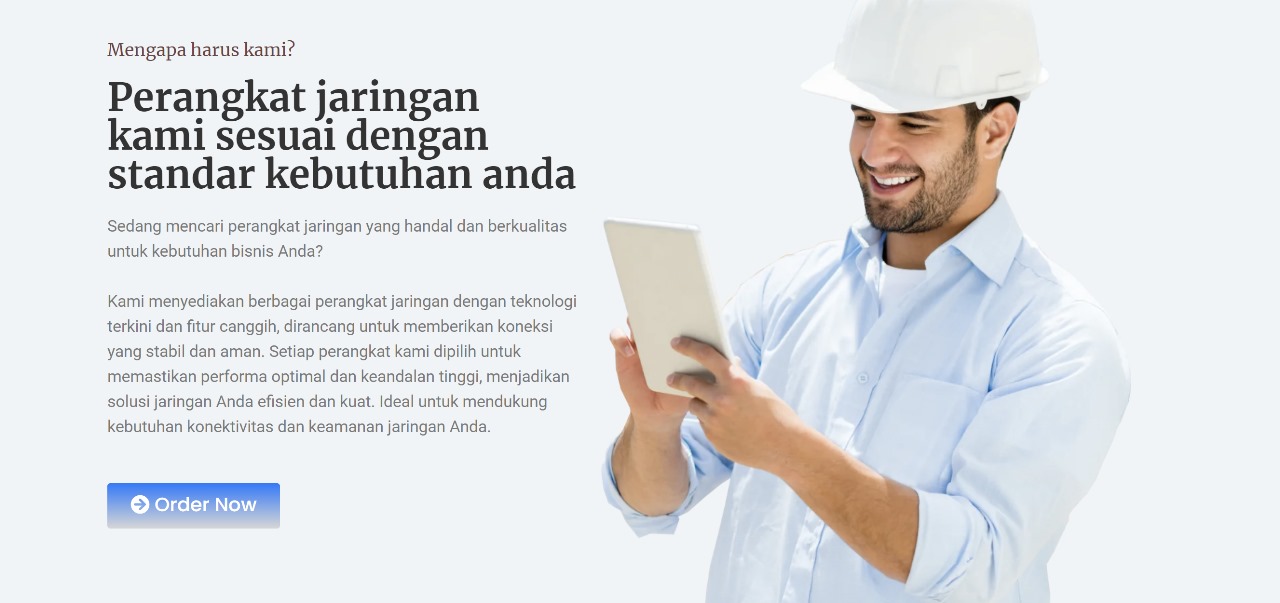 Mengapa harus kami?
Perangkat jaringan
kami sesuai dengan
standar kebutuhan anda
Sedang mencari perangkat jaringan yang handal dan berkualitas
untuk kebutuhan bisnis Anda?
Kami menyediakan berbagai perangkat jaringan dengan teknologi
terkini dan fitur canggih, dirancang untuk memberikan koneksi
yang stabil dan aman. Setiap perangkat kami dipilih untuk
memastikan performa optimal dan keandalan tinggi, menjadikan
solusi jaringan Anda efisien dan kuat. Ideal untuk mendukung
kebutuhan konektivitas dan keamanan jaringan Anda.
Order Now